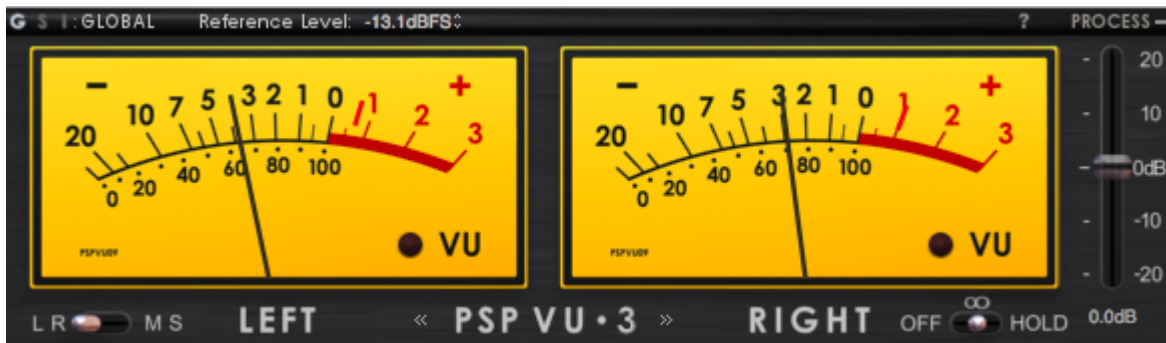 G S I : GLOBAL Reference Level: -13.1dBFS ? PROCESS
- 20 10 7 5 3 2 1 0 1 2 3 +
0 20 40 60 80 100
PSPVU09 VU
- 20 10 7 5 3 2 1 0 1 2 3 +
0 20 40 60 80 100
PSPVU09 VU
20
10
0dB
-10
-20
0.0dB
L R M S LEFT « PSP VU • 3 » RIGHT OFF ∞ HOLD